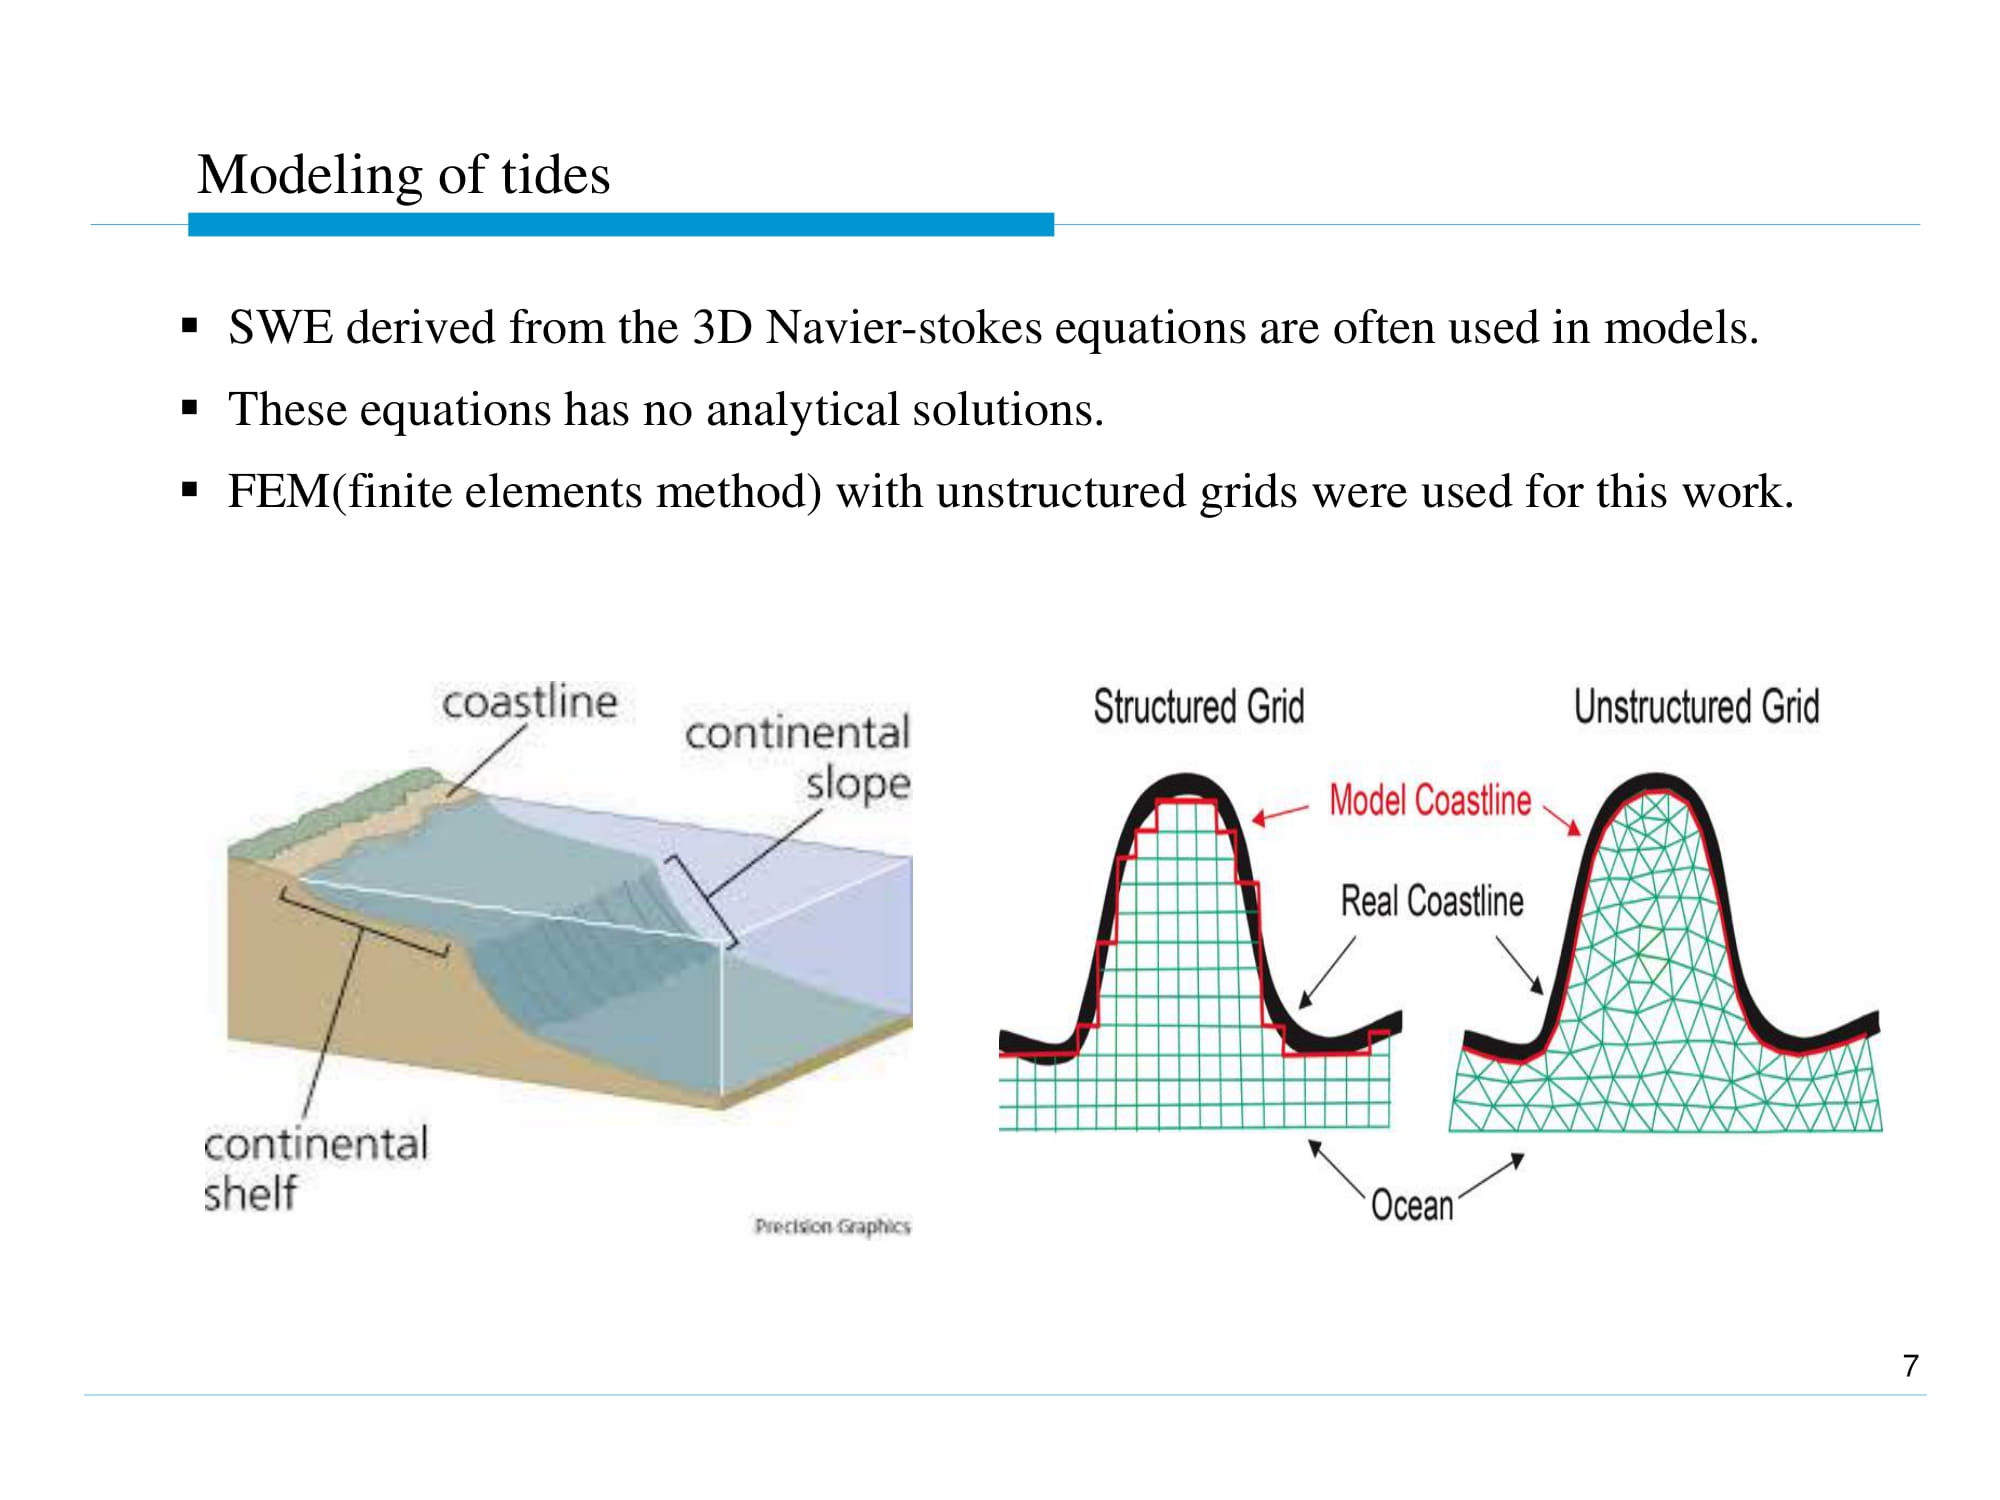 Modeling of tides
▪ SWE derived from the 3D Navier-stokes equations are often used in models.
▪ These equations has no analytical solutions.
▪ FEM(finite elements method) with unstructured grids were used for this work.
coastline
continental
slope
continental
shelf
Precision Graphics
Structured Grid
Unstructured Grid
Model Coastline
Real Coastline
Ocean
7